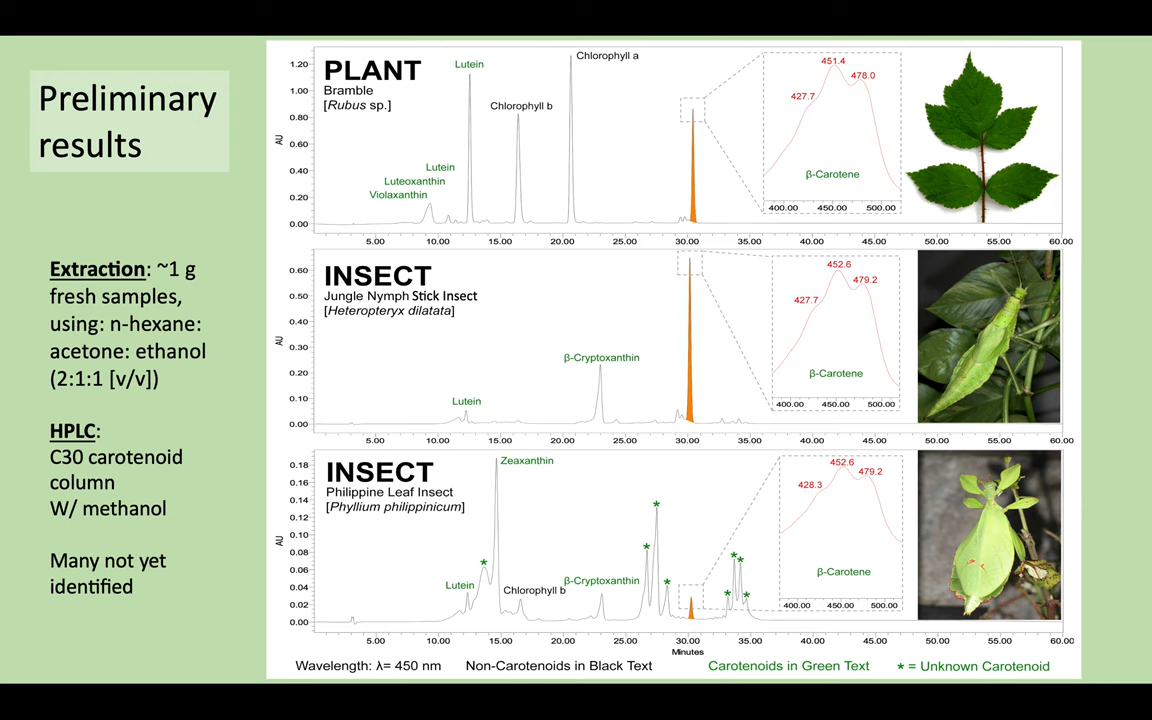 Preliminary
results
Extraction: ~1 g
fresh samples,
using: n-hexane:
acetone: ethanol
(2:1:1 [v/v])
HPLC:
C30 carotenoid
column
W/ methanol
Many not yet
identified
PLANT
Bramble
[Rubus sp.]
AU
1.20
1.00
0.80
0.60
0.40
0.20
0.00
Violaxanthin
Luteoxanthin
Lutein
Lutein
Chlorophyll b
Chlorophyll a
451.4
478.0
427.7
β-Carotene
400.00 450.00 500.00
5.00 10.00 15.00 20.00 25.00 30.00 35.00 40.00 45.00 50.00 55.00 60.00
INSECT
Jungle Nymph Stick Insect
[Heteropteryx dilatata]
AU
0.60
0.50
0.40
0.30
0.20
0.10
0.00
Lutein
β-Cryptoxanthin
452.6
479.2
427.7
β-Carotene
400.00 450.00 500.00
5.00 10.00 15.00 20.00 25.00 30.00 35.00 40.00 45.00 50.00 55.00 60.00
INSECT
Philippine Leaf Insect
[Phyllium philippinicum]
AU
0.18
0.16
0.14
0.12
0.10
0.08
0.06
0.04
0.02
0.00
Lutein
*
Zeaxanthin
Chlorophyll b
β-Cryptoxanthin
* * *
* * * *
452.6
479.2
428.3
β-Carotene
400.00 450.00 500.00
5.00 10.00 15.00 20.00 25.00 30.00 35.00 40.00 45.00 50.00 55.00 60.00
Minutes
Wavelength: λ= 450 nm Non-Carotenoids in Black Text Carotenoids in Green Text * = Unknown Carotenoid